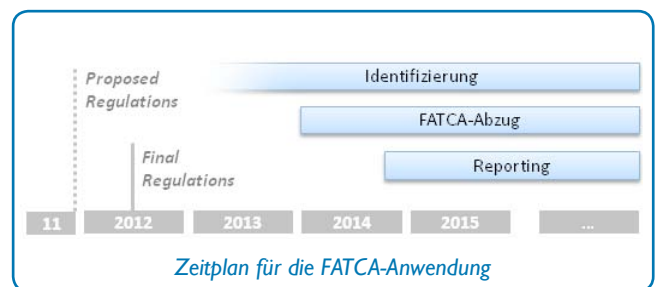 Proposed
Regulations
Identifizierung
FATCA-Abzug
Final
Regulations
Reporting
11 2012 2013 2014 2015 ...
Zeitplan für die FATCA-Anwendung